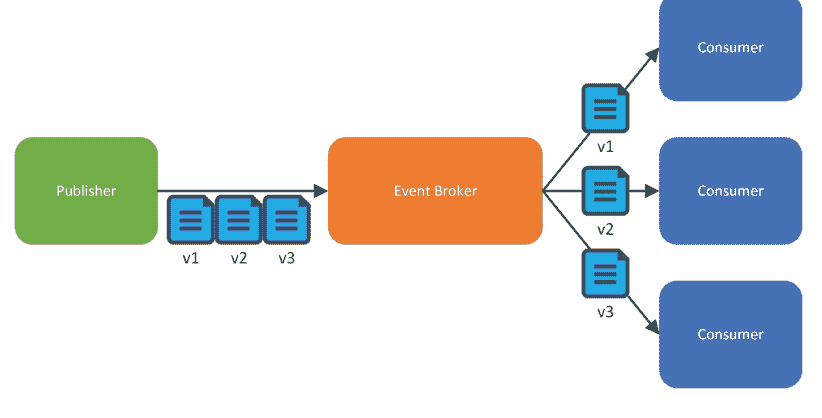 Consumer
v1
Publisher
Event Broker
Consumer
v1 v2 v3
v2
v3
Consumer